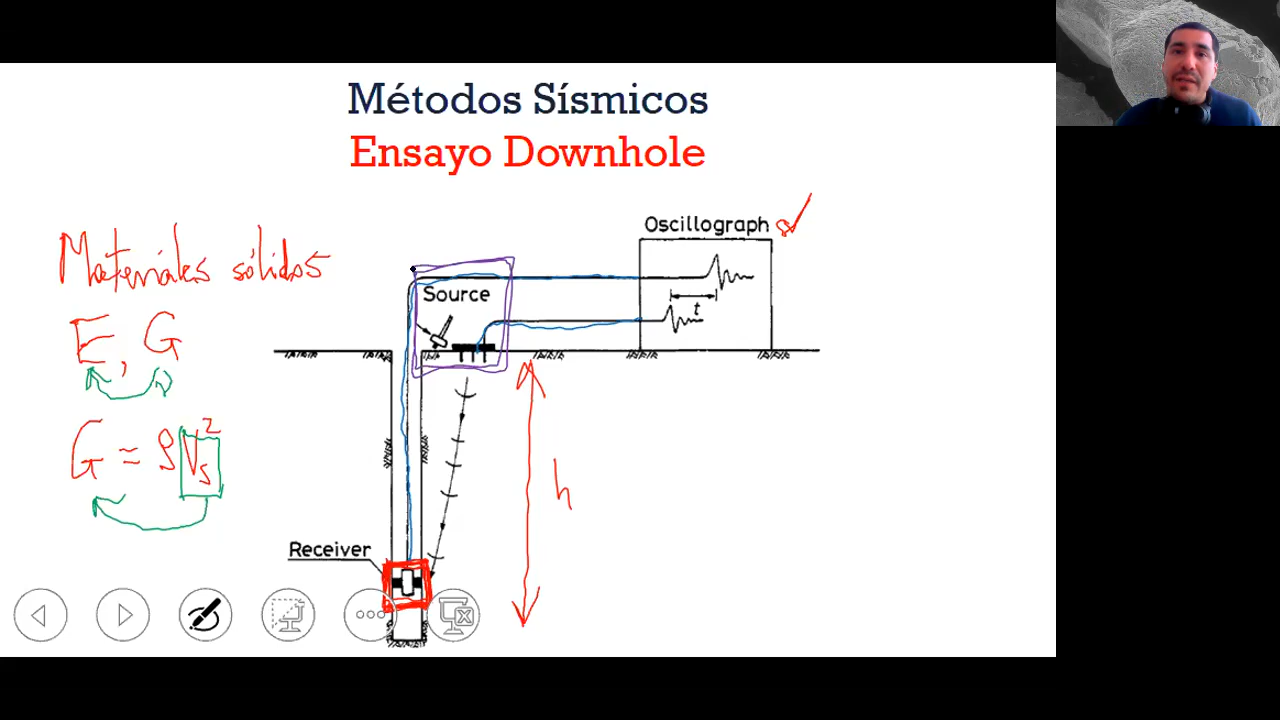 Métodos Sísmicos
Ensayo Downhole
Materiales sólidos
E, G
G = ρVs²
Oscillograph
Source
t
h
Receiver